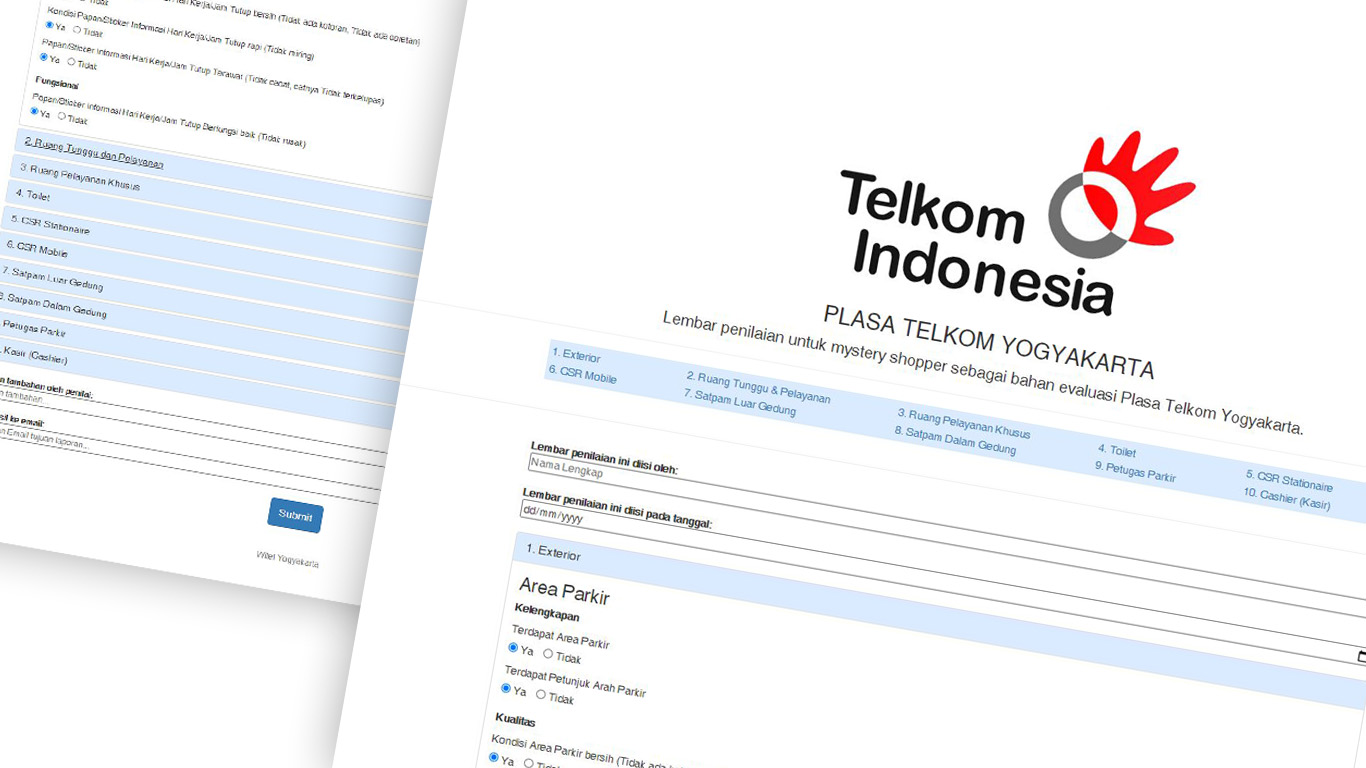 Hari Kerja/Jam Tutup bersih (Tidak ada kotoran, Tidak ada coretan)
Tidak
Kondisi Papan/Sticker Informasi Hari Kerja/Jam Tutup rapi (Tidak miring)
Ya Tidak
Papan/Sticker Informasi Hari Kerja/Jam Tutup Terawat (Tidak cacat, catnya Tidak terkelupas)
Ya Tidak
Fungsional
Papan/Sticker Informasi Hari Kerja/Jam Tutup Berfungsi baik (Tidak rusak)
Ya Tidak
2. Ruang Tunggu dan Pelayanan
3. Ruang Pelayanan Khusus
4. Toilet
5. CSR Stationaire
6. CSR Mobile
7. Satpam Luar Gedung
8. Satpam Dalam Gedung
Petugas Parkir
Kasir (Cashier)
tambahan oleh penilai:
tambahan...
ke email:
Email tujuan laporan...
Submit
Witel Yogyakarta
Telkom
Indonesia
PLASA TELKOM YOGYAKARTA
Lembar penilaian untuk mystery shopper sebagai bahan evaluasi Plasa Telkom Yogyakarta.
1. Exterior 2. Ruang Tunggu & Pelayanan 3. Ruang Pelayanan Khusus 4. Toilet 5. CSR Stationaire
6. CSR Mobile 7. Satpam Luar Gedung 8. Satpam Dalam Gedung 9. Petugas Parkir 10. Cashier (Kasir)
Lembar penilaian ini diisi oleh:
Nama Lengkap
Lembar penilaian ini diisi pada tanggal:
dd/mm/yyyy
1. Exterior
Area Parkir
Kelengkapan
Terdapat Area Parkir
Ya Tidak
Terdapat Petunjuk Arah Parkir
Ya Tidak
Kualitas
Kondisi Area Parkir bersih (Tidak ada
Ya Tidak